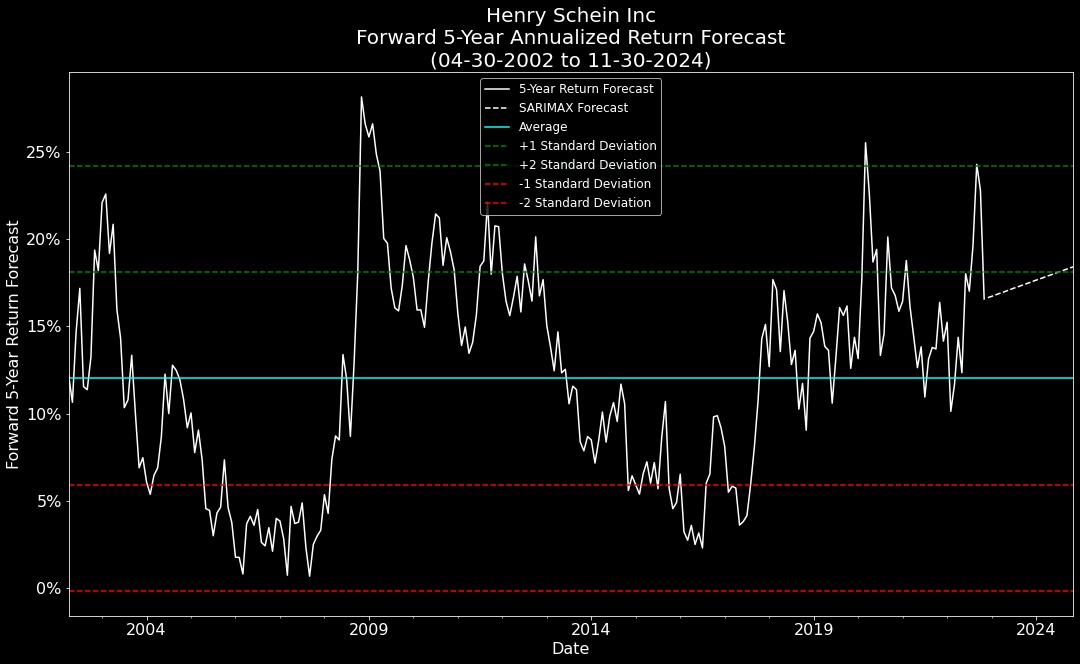 Henry Schein Inc
Forward 5-Year Annualized Return Forecast
(04-30-2002 to 11-30-2024)
5-Year Return Forecast
SARIMAX Forecast
Average
+1 Standard Deviation
+2 Standard Deviation
-1 Standard Deviation
-2 Standard Deviation
Forward 5-Year Return Forecast
25%
20%
15%
10%
5%
0%
2004 2009 2014 2019 2024
Date